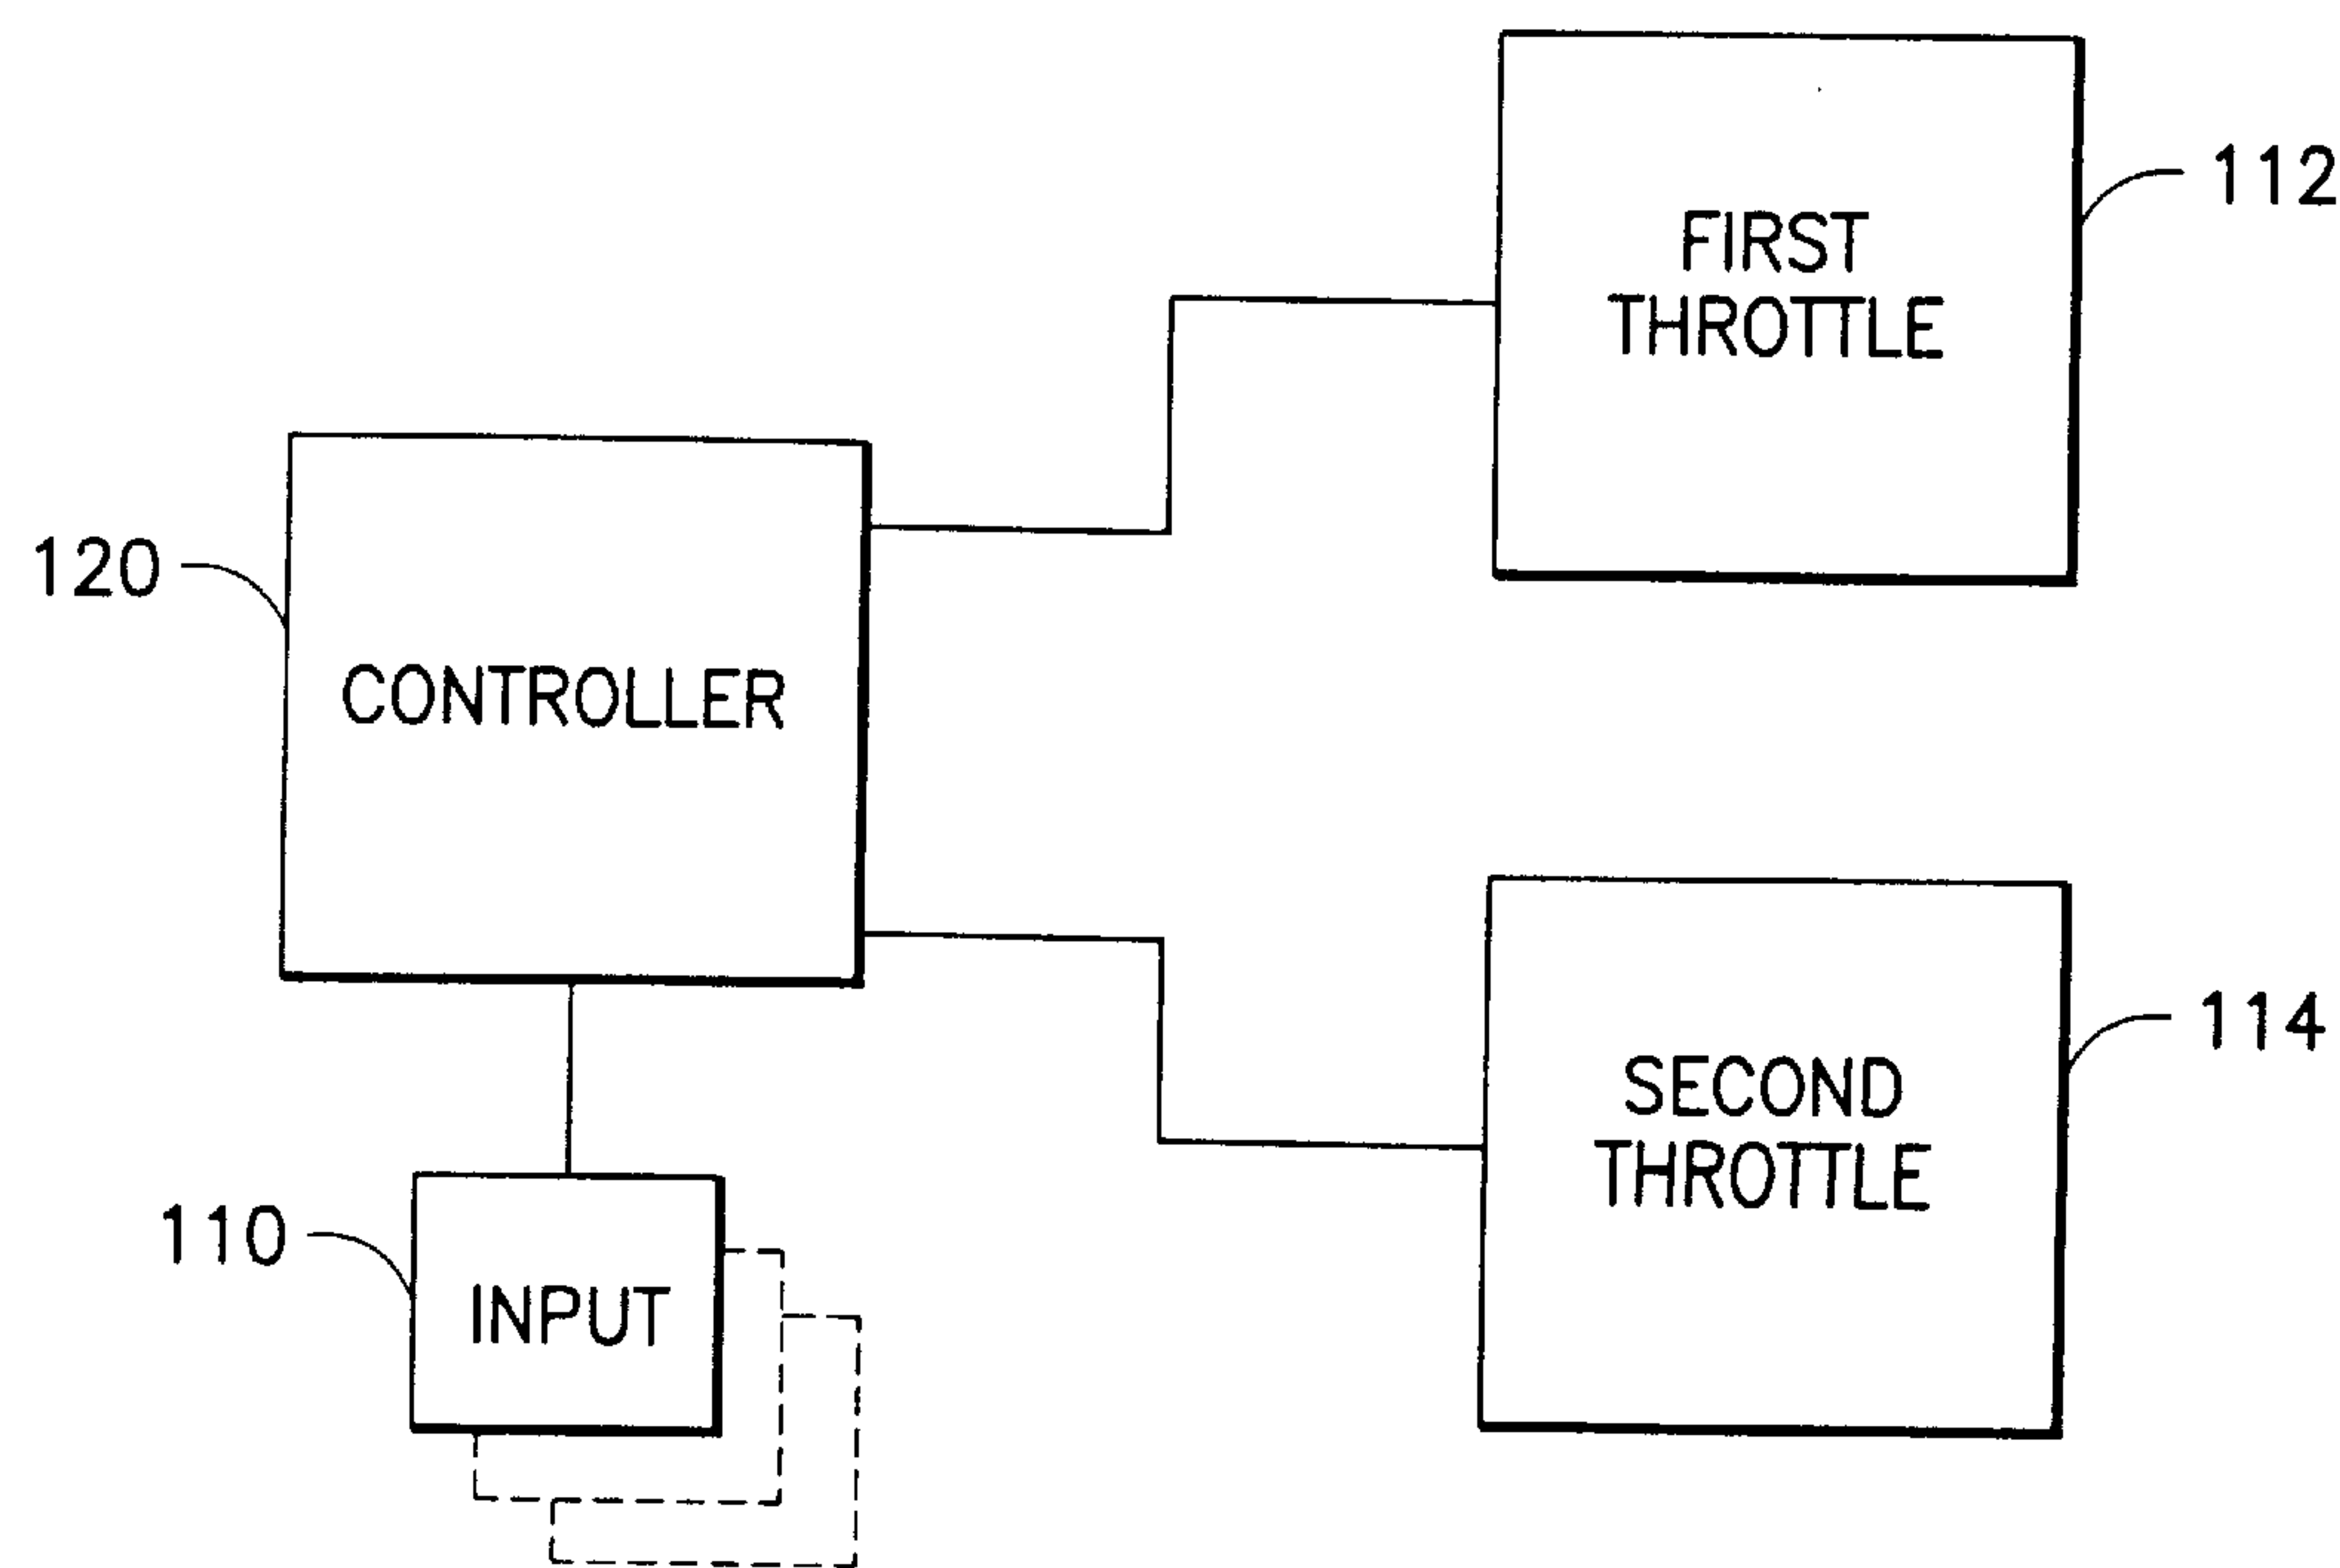 112
FIRST
THROTTLE
120
CONTROLLER
114
SECOND
THROTTLE
110
INPUT